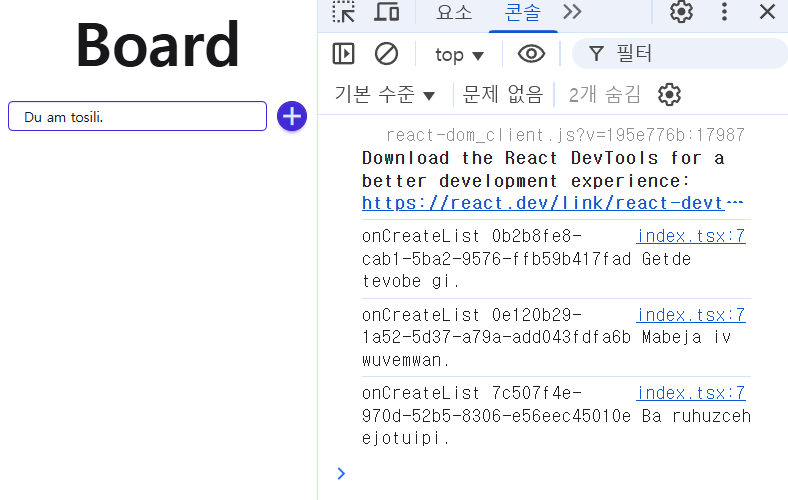 Board
Du am tosili.
요소
콘솔
top
필터
기본 수준
문제 없음
2개 숨김
react-dom_client.js?v=195e776b:17987
Download the React DevTools for a
better development experience:
https://react.dev/link/react-devt…
onCreateList 0b2b8fe8- index.tsx:7
cab1-5ba2-9576-ffb59b417fad Getde
tevobe gi.
onCreateList 0e120b29- index.tsx:7
1a52-5d37-a79a-add043fdfa6b Mabeja iv
wuvemwan.
onCreateList 7c507f4e- index.tsx:7
970d-52b5-8306-e56eec45010e Ba ruhuzceh
ejotuipi.